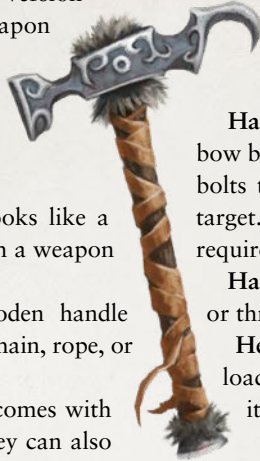 version
apon
ooks like a
n a weapon
oden handle
hain, rope, or
comes with
ey can also
Ha
bow b
bolts t
target.
require
Ha
or thr
He
load
it